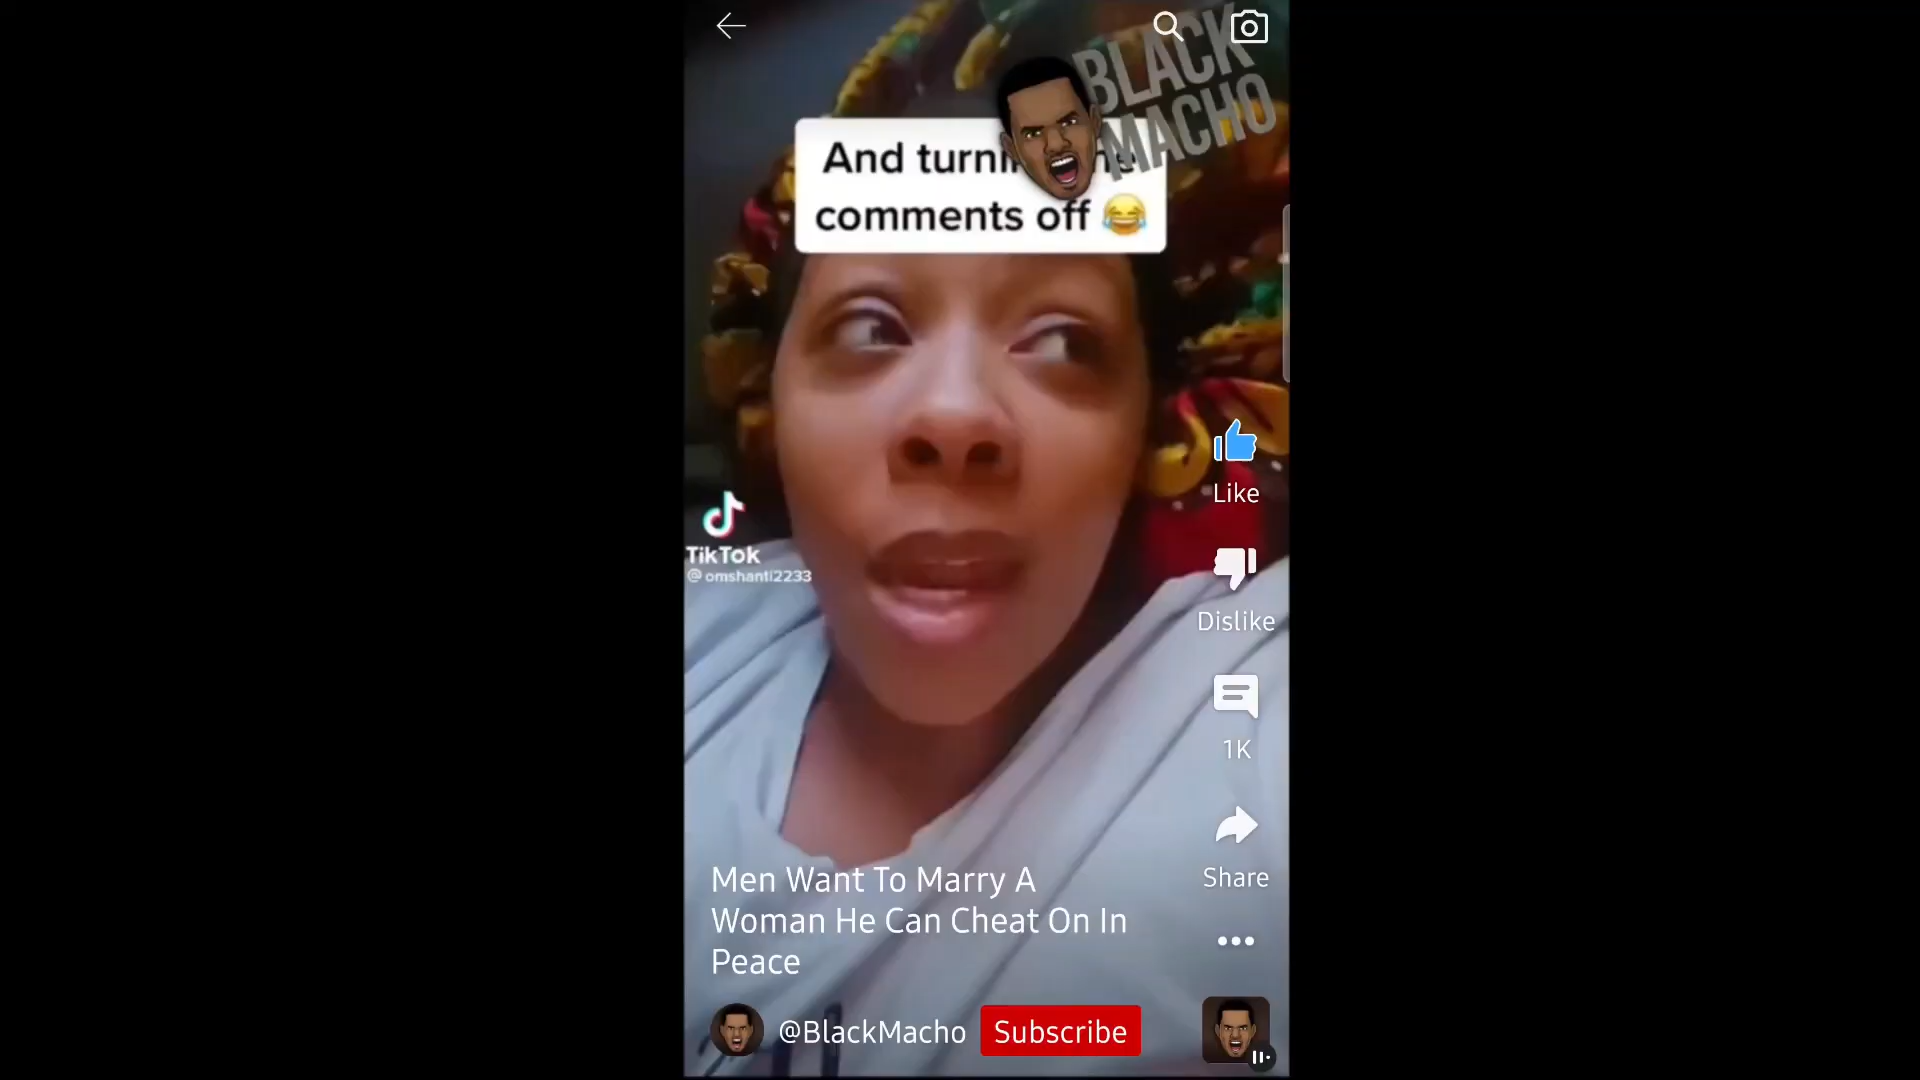 BLACK
MACHO
And turni
comments off 😂
TikTok
@omshanti2233
Like
Dislike
1K
Share
Men Want To Marry A
Woman He Can Cheat On In
Peace
@BlackMacho
Subscribe